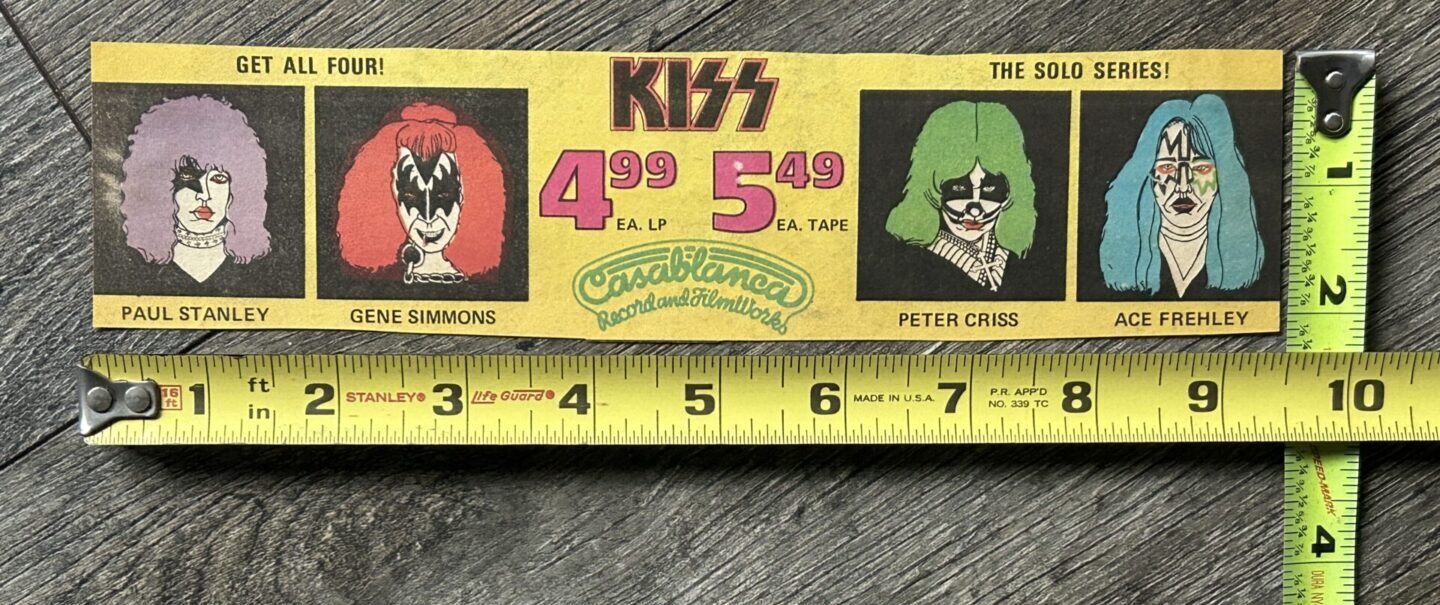 GET ALL FOUR!
KISS
THE SOLO SERIES!
4.99 EA. LP
5.49 EA. TAPE
Casablanca
Record and FilmWorks
PAUL STANLEY
GENE SIMMONS
PETER CRISS
ACE FREHLEY
16 ft
1 ft in 2 STANLEY® 3 Life Guard® 4 5 6 MADE IN U.S.A. 7 P.R. APP'D NO. 339 TC 8 9 10
1
2
SPEED-MARK
4